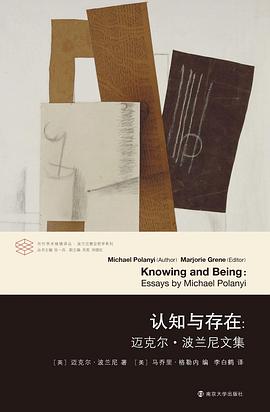 Michael Polanyi (Author) Marjorie Grene (Editor)
Knowing and Being:
Essays by Michael Polanyi
认知与存在:
迈克尔·波兰尼文集
［英］迈克尔·波兰尼 著 ［美］马乔里·格勒内 编 李白鹤 译
南京大学出版社